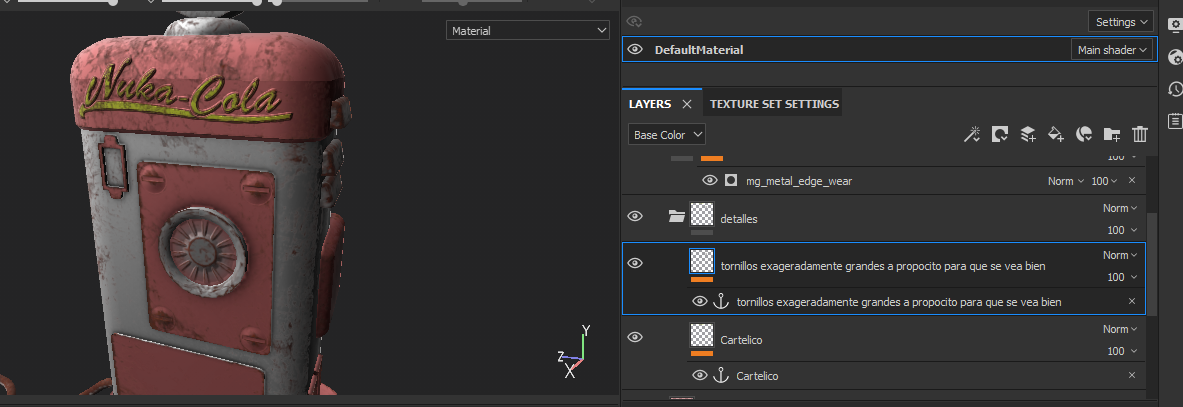 Material
Settings
DefaultMaterial
Main shader
Nuka-Cola
LAYERS
TEXTURE SET SETTINGS
Base Color
100
mg_metal_edge_wear
Norm
100
detalles
Norm
100
tornillos exageradamente grandes a propocito para que se vea bien
Norm
100
tornillos exageradamente grandes a propocito para que se vea bien
Cartelico
Norm
100
Cartelico
Y
Z
X